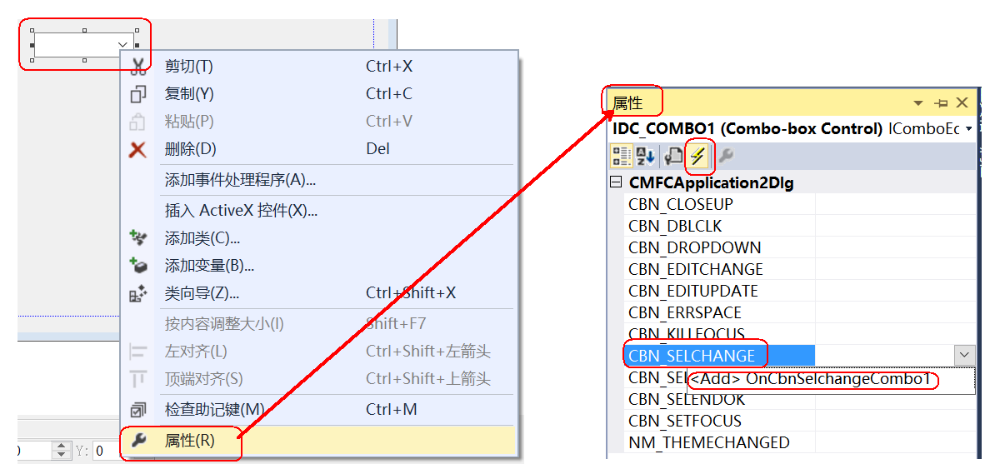 剪切(T) Ctrl+X
复制(Y) Ctrl+C
粘贴(P) Ctrl+V
删除(D) Del
添加事件处理程序(A)...
插入 ActiveX 控件(X)...
添加类(C)...
添加变量(B)...
类向导(Z)... Ctrl+Shift+X
按内容调整大小(I) Shift+F7
左对齐(L) Ctrl+Shift+左箭头
顶端对齐(S) Ctrl+Shift+上箭头
检查助记键(M) Ctrl+M
属性(R)
Y: 0
属性
IDC_COMBO1 (Combo-box Control) IComboEc
CMFCApplication2Dlg
CBN_CLOSEUP
CBN_DBLCLK
CBN_DROPDOWN
CBN_EDITCHANGE
CBN_EDITUPDATE
CBN_ERRSPACE
CBN_KILLFOCUS
CBN_SELCHANGE
CBN_SEL
<Add> OnCbnSelchangeCombo1
CBN_SELENDOK
CBN_SETFOCUS
NM_THEMECHANGED